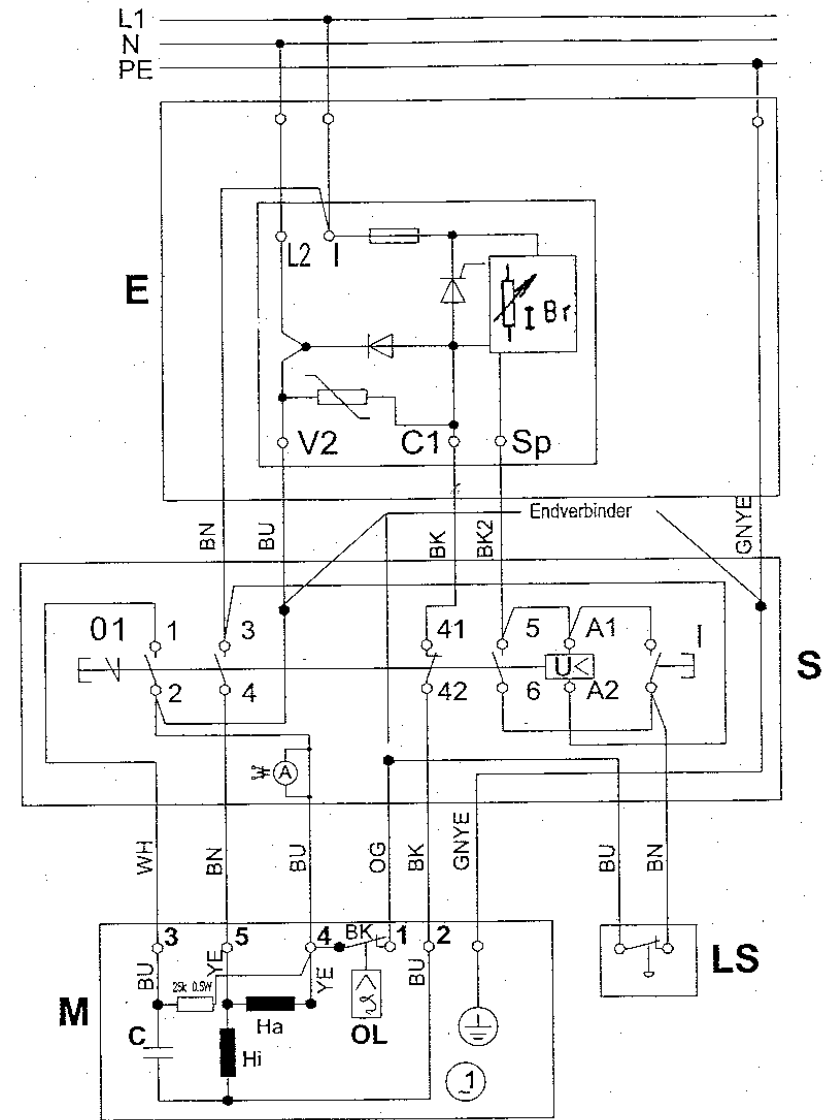 L1
N
PE
E
L2 I
I Br
V2 C1 Sp
Endverbinder
BN BU BK BK2 GNYE
01 1 3 41 5 A1 I
U<
S
2 4 42 6 A2
A
WH BN BU OG BK GNYE BU BN
3 5 4 BK 1 2
BU YE YE BU
25k 0.5W
LS
M
C
Ha
OL
Hi
1